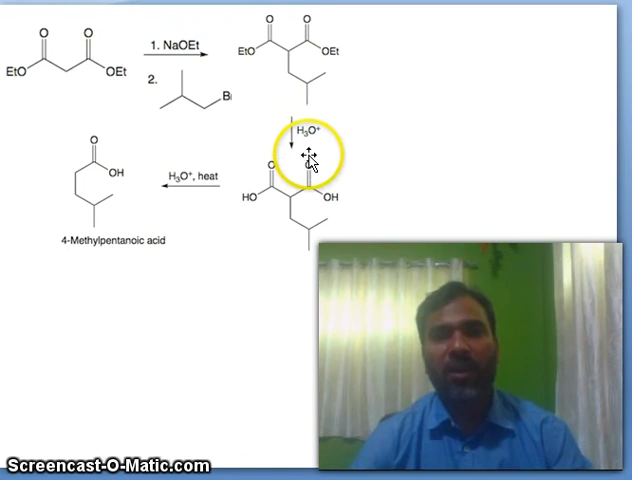 O O
EtO OEt
1. NaOEt
2.
Br
O O
EtO OEt
H₃O⁺
O O
HO OH
H₃O⁺, heat
O
OH
4-Methylpentanoic acid
Screencast-O-Matic.com